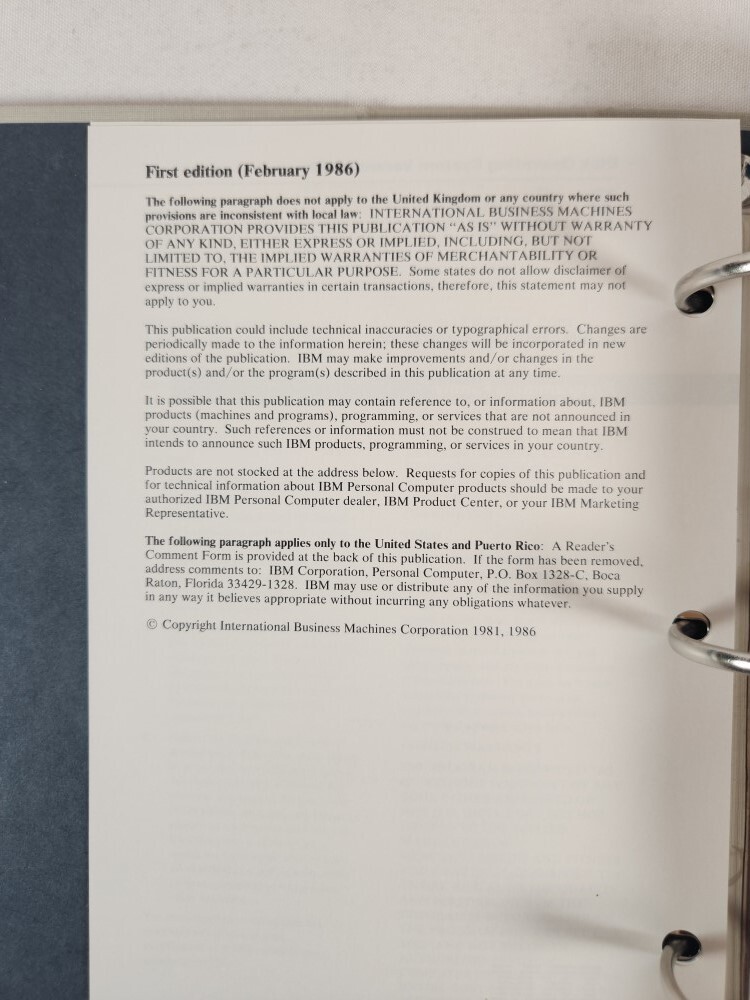 First edition (February 1986)
The following paragraph does not apply to the United Kingdom or any country where such
provisions are inconsistent with local law: INTERNATIONAL BUSINESS MACHINES
CORPORATION PROVIDES THIS PUBLICATION “AS IS” WITHOUT WARRANTY
OF ANY KIND, EITHER EXPRESS OR IMPLIED, INCLUDING, BUT NOT
LIMITED TO, THE IMPLIED WARRANTIES OF MERCHANTABILITY OR
FITNESS FOR A PARTICULAR PURPOSE. Some states do not allow disclaimer of
express or implied warranties in certain transactions, therefore, this statement may not
apply to you.
This publication could include technical inaccuracies or typographical errors. Changes are
periodically made to the information herein; these changes will be incorporated in new
editions of the publication. IBM may make improvements and/or changes in the
product(s) and/or the program(s) described in this publication at any time.
It is possible that this publication may contain reference to, or information about, IBM
products (machines and programs), programming, or services that are not announced in
your country. Such references or information must not be construed to mean that IBM
intends to announce such IBM products, programming, or services in your country.
Products are not stocked at the address below. Requests for copies of this publication and
for technical information about IBM Personal Computer products should be made to your
authorized IBM Personal Computer dealer, IBM Product Center, or your IBM Marketing
Representative.
The following paragraph applies only to the United States and Puerto Rico: A Reader’s
Comment Form is provided at the back of this publication. If the form has been removed,
address comments to: IBM Corporation, Personal Computer, P.O. Box 1328-C, Boca
Raton, Florida 33429-1328. IBM may use or distribute any of the information you supply
in any way it believes appropriate without incurring any obligations whatever.
© Copyright International Business Machines Corporation 1981, 1986